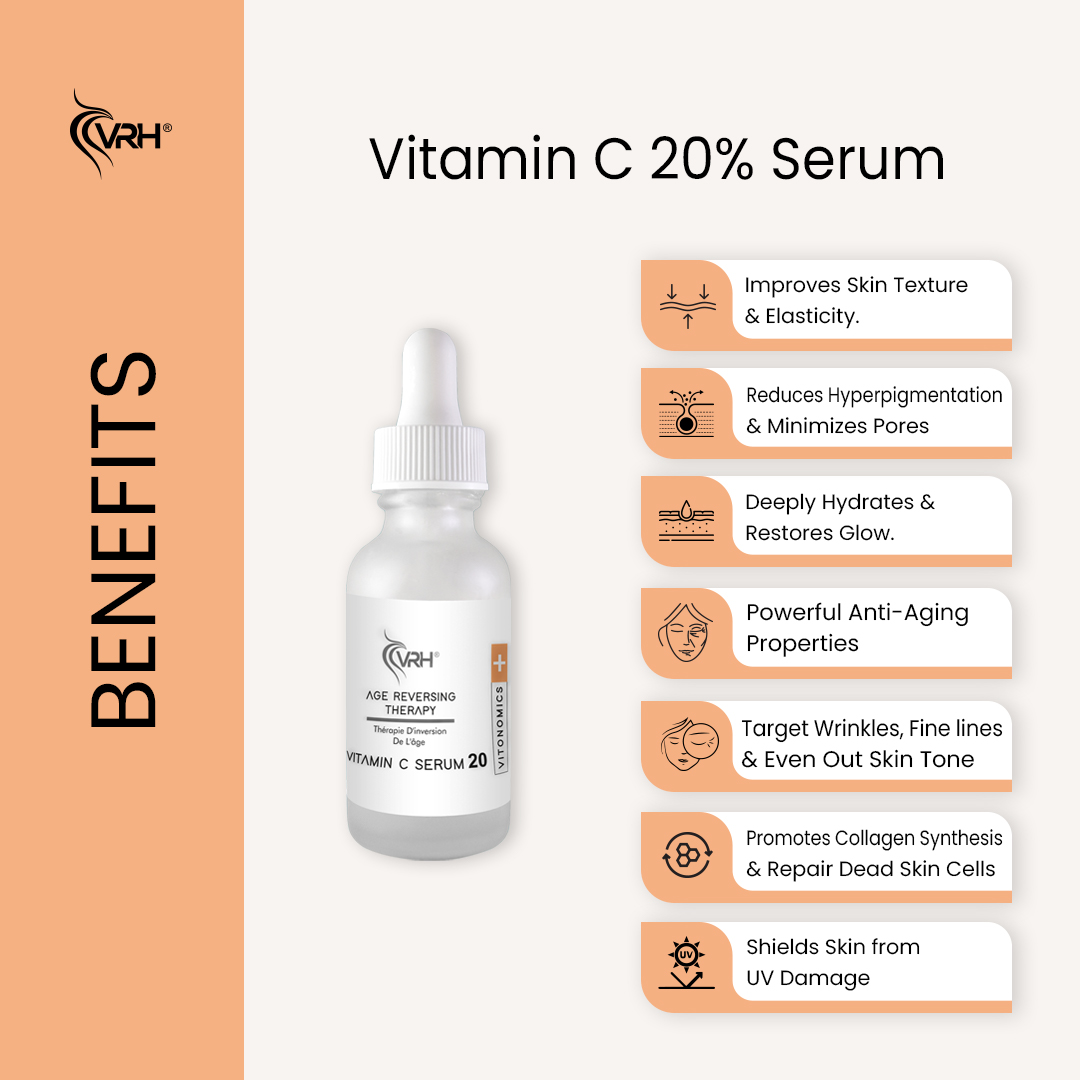 VRH®
BENEFITS
Vitamin C 20% Serum
VRH®
AGE REVERSING
THERAPY
Thérapie D'inversion
De L'âge
VITAMIN C SERUM 20
+
VITONOMICS
Improves Skin Texture
& Elasticity.
Reduces Hyperpigmentation
& Minimizes Pores
Deeply Hydrates &
Restores Glow.
Powerful Anti-Aging
Properties
Target Wrinkles, Fine lines
& Even Out Skin Tone
Promotes Collagen Synthesis
& Repair Dead Skin Cells
UV
Shields Skin from
UV Damage